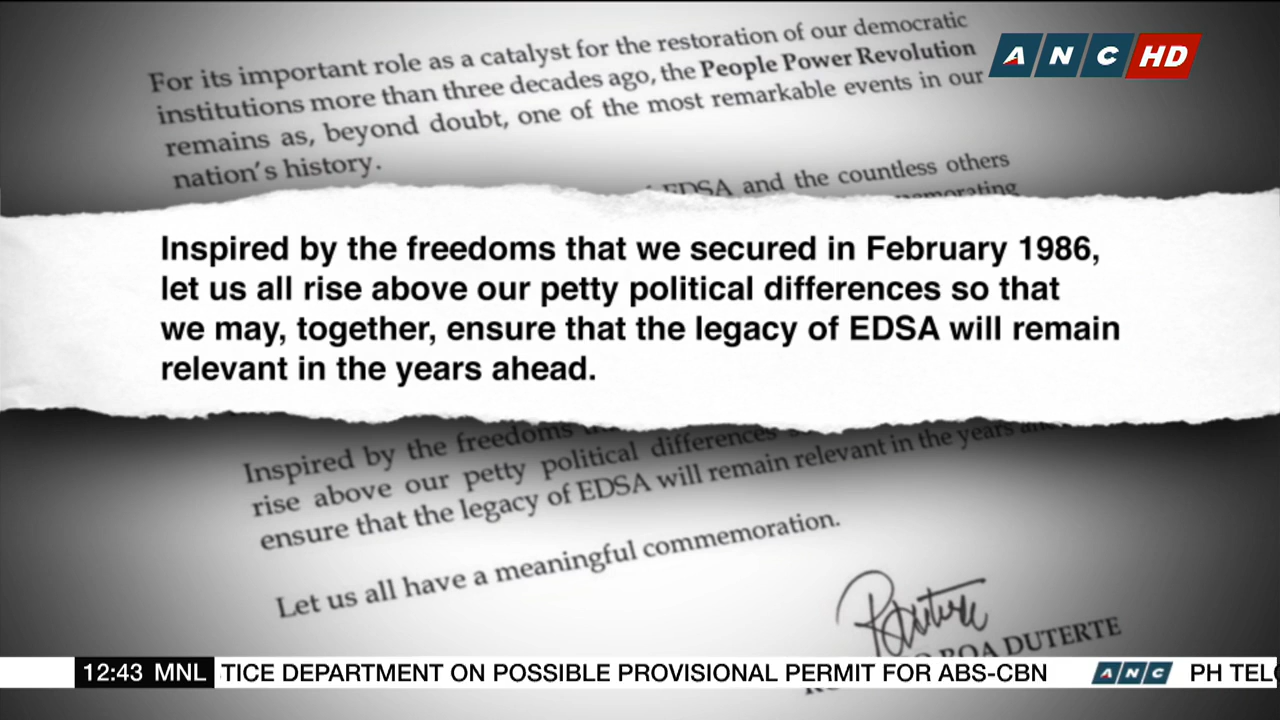 For its important role as a catalyst for the restoration of our democratic
institutions more than three decades ago, the People Power Revolution
remains as, beyond doubt, one of the most remarkable events in our
nation's history.
ANC HD
EDSA and the countless others
Inspired by the freedoms that we secured in February 1986,
let us all rise above our petty political differences so that
we may, together, ensure that the legacy of EDSA will remain
relevant in the years ahead.
Inspired by the freedoms
rise above our petty political differences
ensure that the legacy of EDSA will remain relevant in the years
Let us all have a meaningful commemoration.
ROA DUTERTE
12:43 MNL TICE DEPARTMENT ON POSSIBLE PROVISIONAL PERMIT FOR ABS-CBN ANC PH TEL